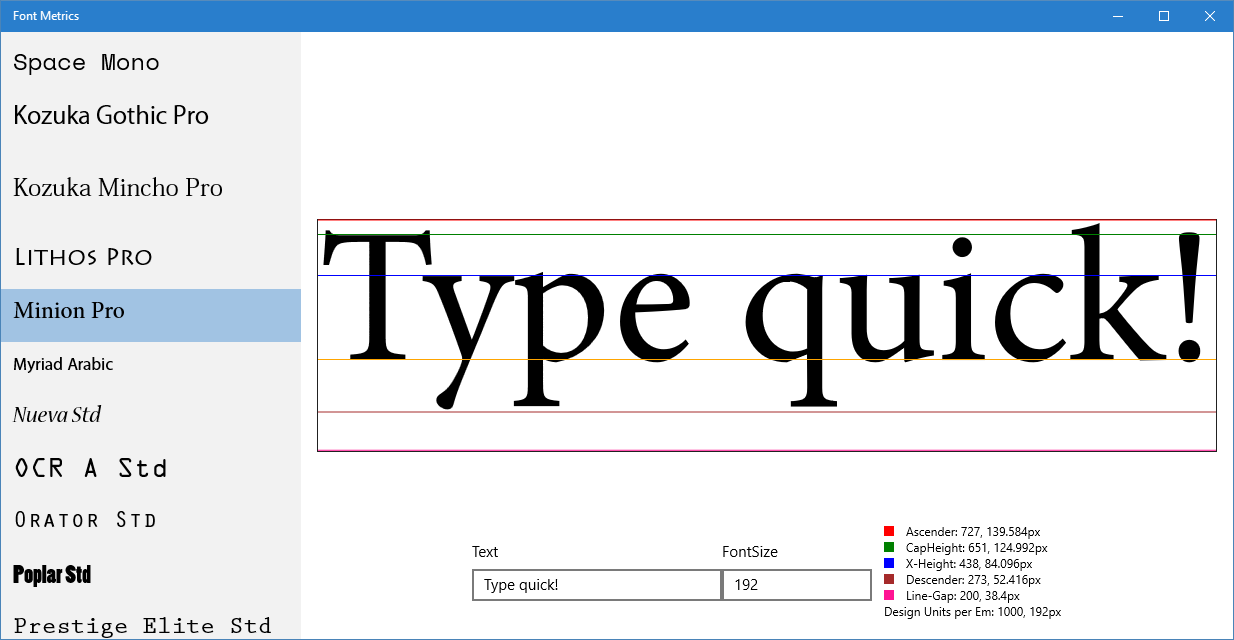 Font Metrics
Space Mono
Kozuka Gothic Pro
Kozuka Mincho Pro
Lithos Pro
Minion Pro
Myriad Arabic
Nueva Std
OCR A Std
Orator Std
Poplar Std
Prestige Elite Std
Type quick!
Text
FontSize
Type quick!
192
Ascender: 727, 139.584px
CapHeight: 651, 124.992px
X-Height: 438, 84.096px
Descender: 273, 52.416px
Line-Gap: 200, 38.4px
Design Units per Em: 1000, 192px